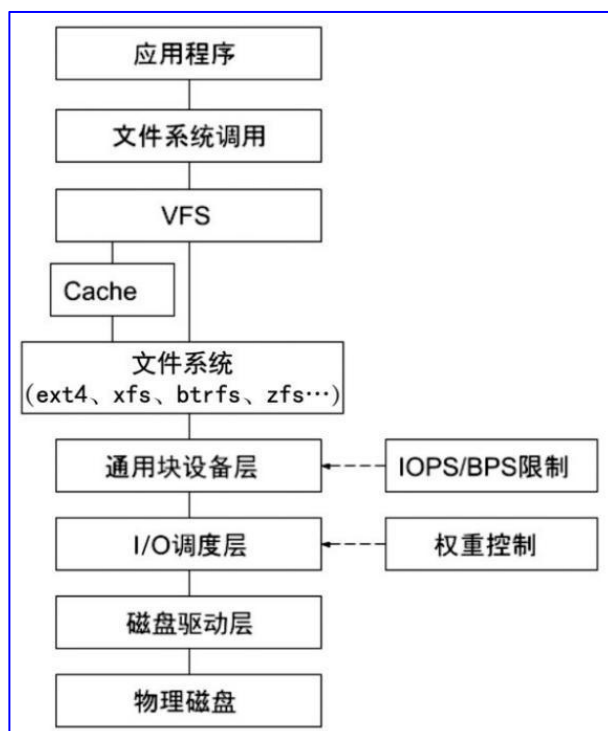 应用程序
文件系统调用
VFS
Cache
文件系统
(ext4、xfs、btrfs、zfs…)
通用块设备层
IOPS/BPS限制
I/O调度层
权重控制
磁盘驱动层
物理磁盘